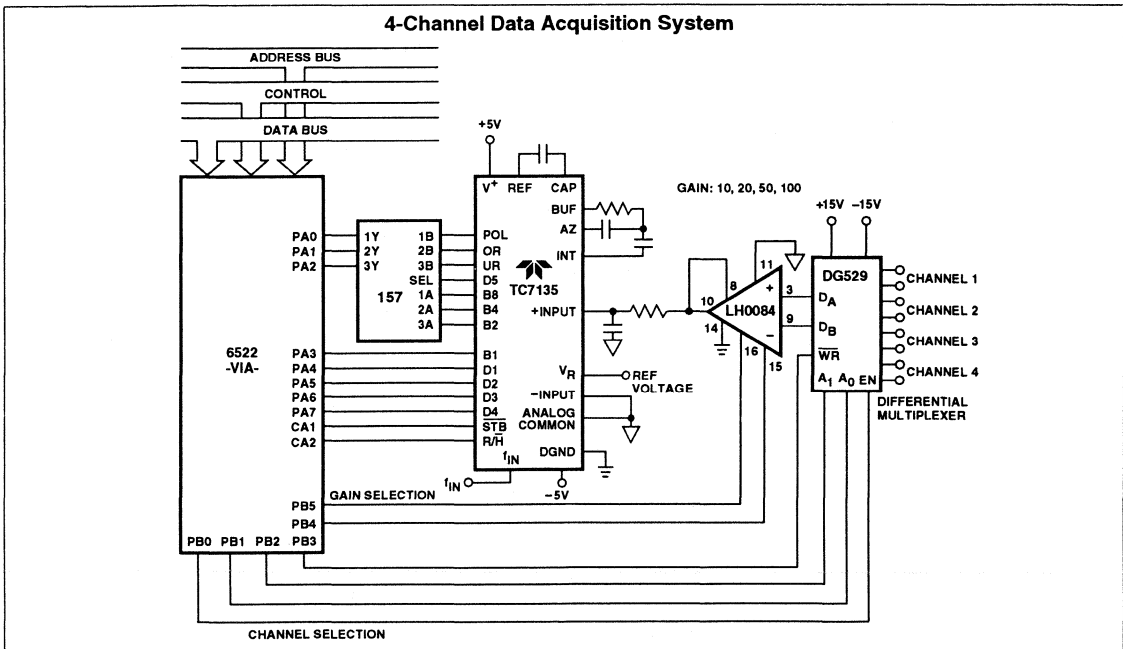 4-Channel Data Acquisition System
ADDRESS BUS
CONTROL
DATA BUS
+5V
V+ REF CAP
GAIN: 10, 20, 50, 100
+15V –15V
BUF
AZ
INT
PA0 1Y 1B POL
PA1 2Y 2B OR
PA2 3Y 3B UR
SEL D5
157 1A B8
2A B4
3A B2
TC7135
+INPUT
11
+
8
10
3
LH0084
9
–
14
16
15
DG529
DA
DB
WR
A1 A0 EN
CHANNEL 1
CHANNEL 2
CHANNEL 3
CHANNEL 4
DIFFERENTIAL
MULTIPLEXER
6522
-VIA-
PA3 B1
PA4 D1
PA5 D2
PA6 D3
PA7 D4
CA1 STB
CA2 R/H
VR
REF
VOLTAGE
–INPUT
ANALOG
COMMON
DGND
fIN
fIN
–5V
GAIN SELECTION
PB5
PB4
PB0 PB1 PB2 PB3
CHANNEL SELECTION